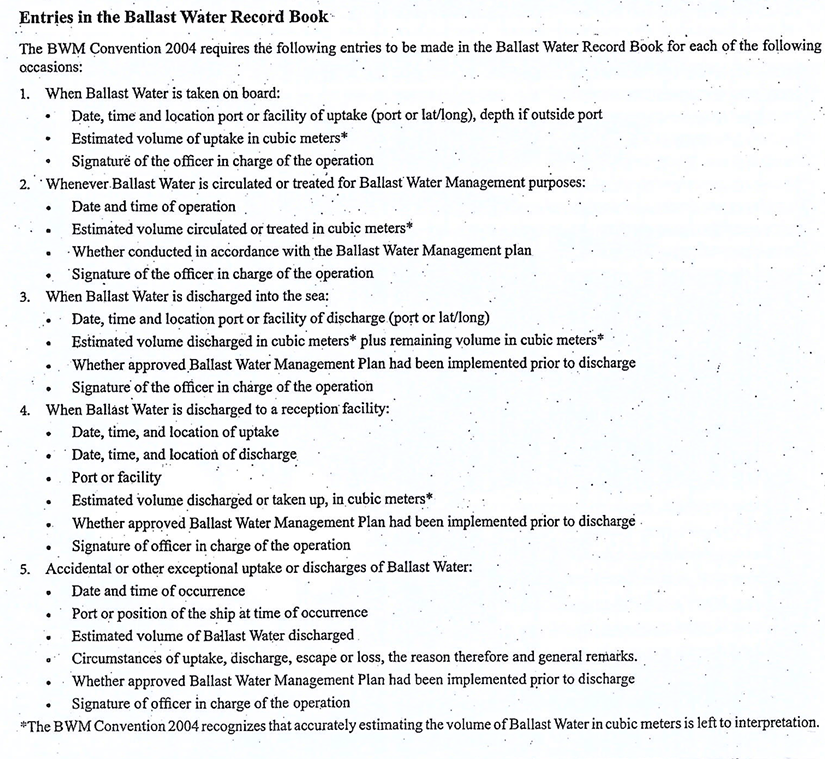 Entries in the Ballast Water Record Book
The BWM Convention 2004 requires the following entries to be made in the Ballast Water Record Book for each of the following
occasions:
1. When Ballast Water is taken on board:
• Date, time and location port or facility of uptake (port or lat/long), depth if outside port
• Estimated volume of uptake in cubic meters*
• Signature of the officer in charge of the operation
2. Whenever Ballast Water is circulated or treated for Ballast Water Management purposes:
• Date and time of operation
• Estimated volume circulated or treated in cubic meters*
• Whether conducted in accordance with the Ballast Water Management plan
• Signature of the officer in charge of the operation
3. When Ballast Water is discharged into the sea:
• Date, time and location port or facility of discharge (port or lat/long)
• Estimated volume discharged in cubic meters* plus remaining volume in cubic meters*
• Whether approved Ballast Water Management Plan had been implemented prior to discharge
• Signature of the officer in charge of the operation
4. When Ballast Water is discharged to a reception facility:
• Date, time, and location of uptake
• Date, time, and location of discharge
• Port or facility
• Estimated volume discharged or taken up, in cubic meters*
• Whether approved Ballast Water Management Plan had been implemented prior to discharge
• Signature of officer in charge of the operation
5. Accidental or other exceptional uptake or discharges of Ballast Water:
• Date and time of occurrence
• Port or position of the ship at time of occurrence
• Estimated volume of Ballast Water discharged
• Circumstances of uptake, discharge, escape or loss, the reason therefore and general remarks.
• Whether approved Ballast Water Management Plan had been implemented prior to discharge
• Signature of officer in charge of the operation
*The BWM Convention 2004 recognizes that accurately estimating the volume of Ballast Water in cubic meters is left to interpretation.